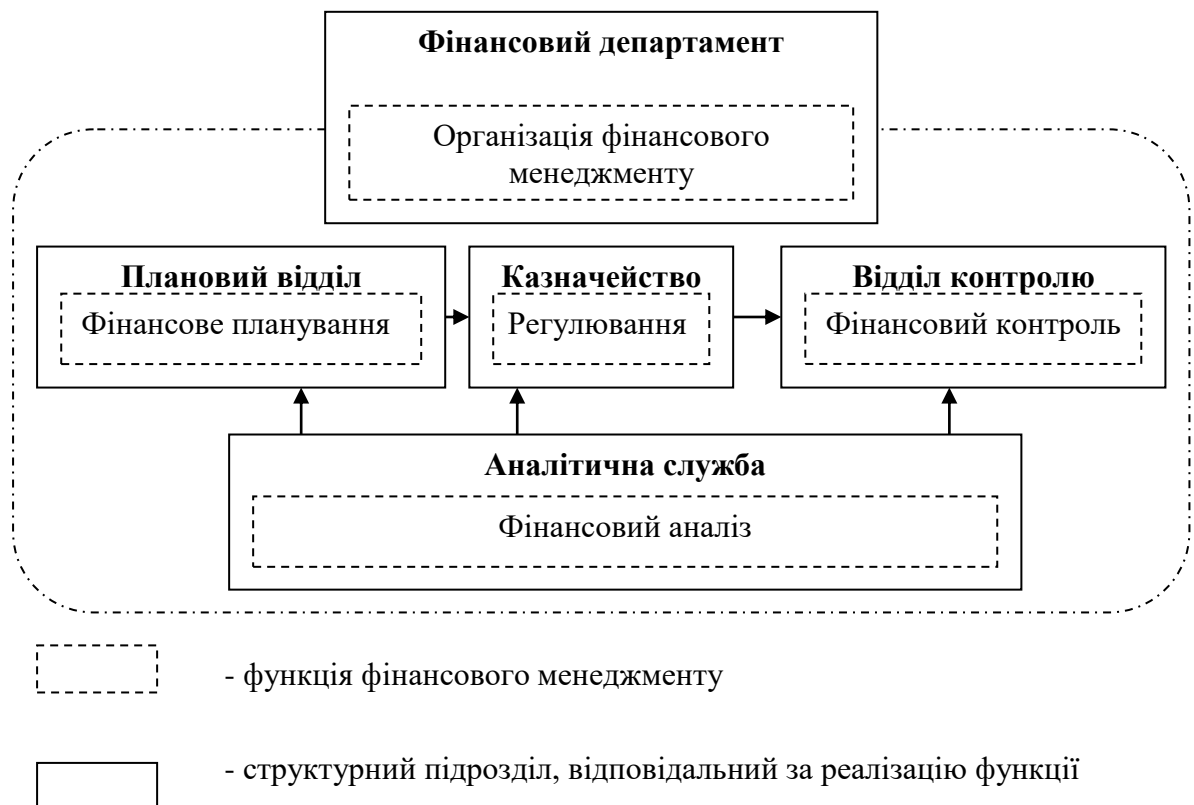 Фінансовий департамент
Організація фінансового
менеджменту
Плановий відділ
Фінансове планування
Казначейство
Регулювання
Відділ контролю
Фінансовий контроль
Аналітична служба
Фінансовий аналіз
- функція фінансового менеджменту
- структурний підрозділ, відповідальний за реалізацію функції